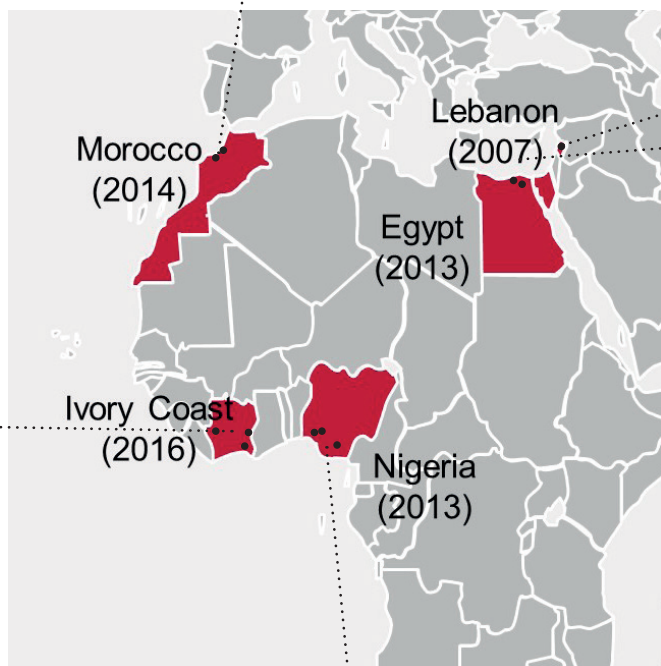 Lebanon
(2007)
Morocco
(2014)
Egypt
(2013)
Ivory Coast
(2016)
Nigeria
(2013)